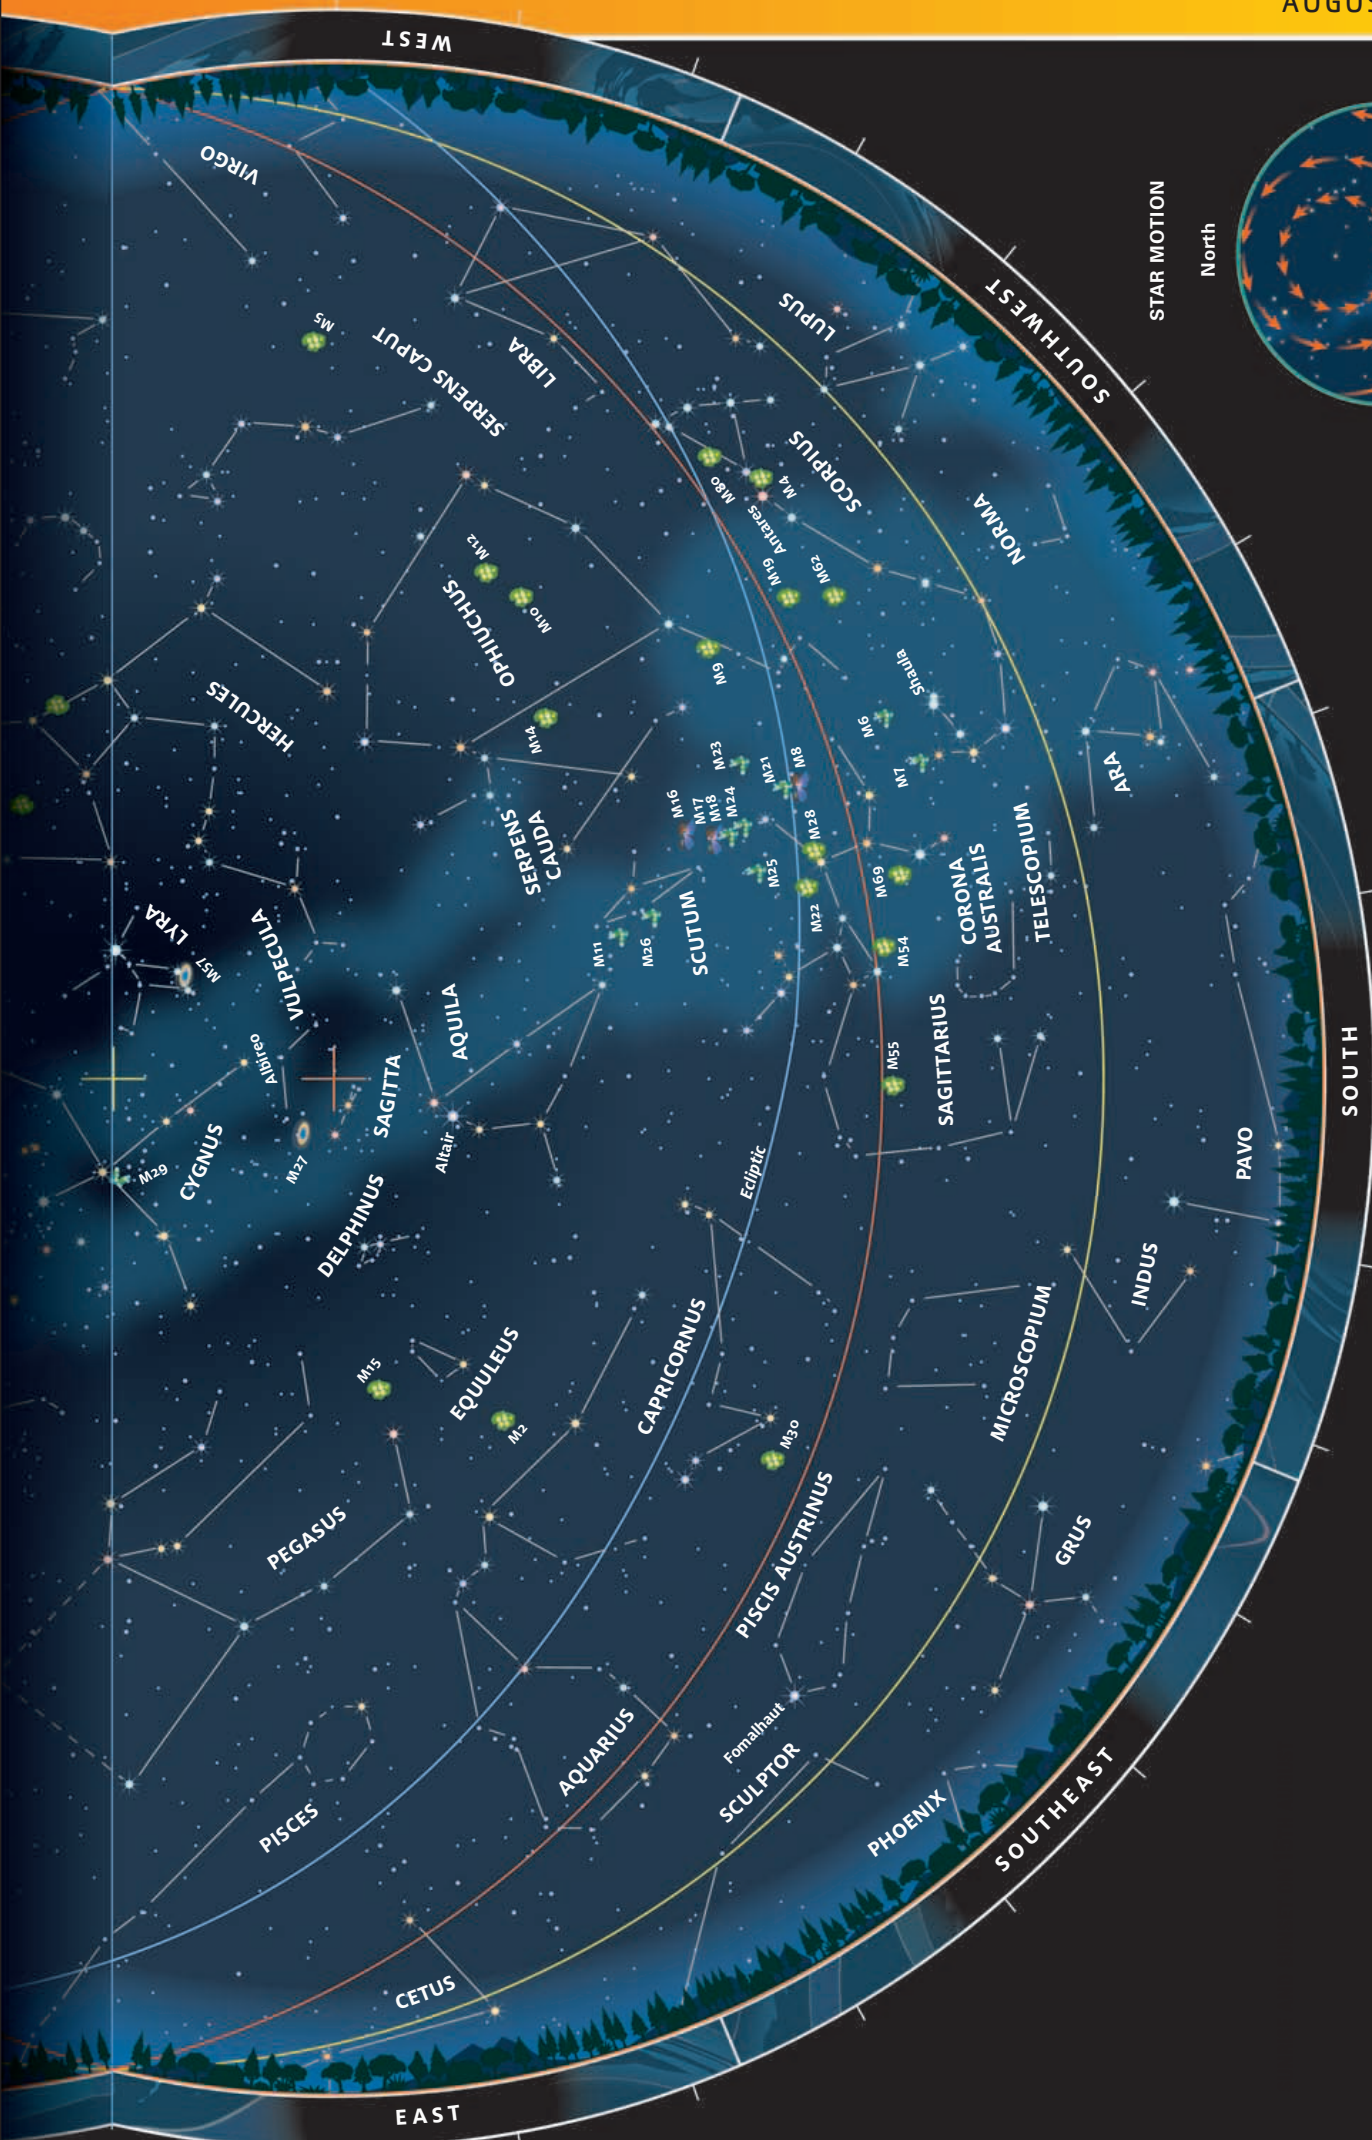 AUGUS
WEST
VIRGO
STAR MOTION
North
SOUTHWEST
LUPUS
M5
SERPENS CAPUT
LIBRA
SCORPIUS
M80
M4
Antares
NORMA
M12
M10
OPHIUCHUS
M19
M62
M9
Shaula
HERCULES
M14
M6
M7
M23
M21
M8
ARA
M16
M17
M18
M24
M28
SERPENS
CAUDA
M25
M22
M69
M54
CORONA
AUSTRALIS
TELESCOPIUM
LYRA
M57
VULPECULA
M11
M26
SCUTUM
AQUILA
Albireo
SAGITTA
M55
SAGITTARIUS
SOUTH
CYGNUS
M29
M27
Altair
Ecliptic
PAVO
DELPHINUS
INDUS
M15
EQUULEUS
M2
CAPRICORNUS
MICROSCOPIUM
M30
PEGASUS
PISCIS AUSTRINUS
GRUS
Fomalhaut
AQUARIUS
SCULPTOR
PISCES
PHOENIX
SOUTHEAST
CETUS
EAST